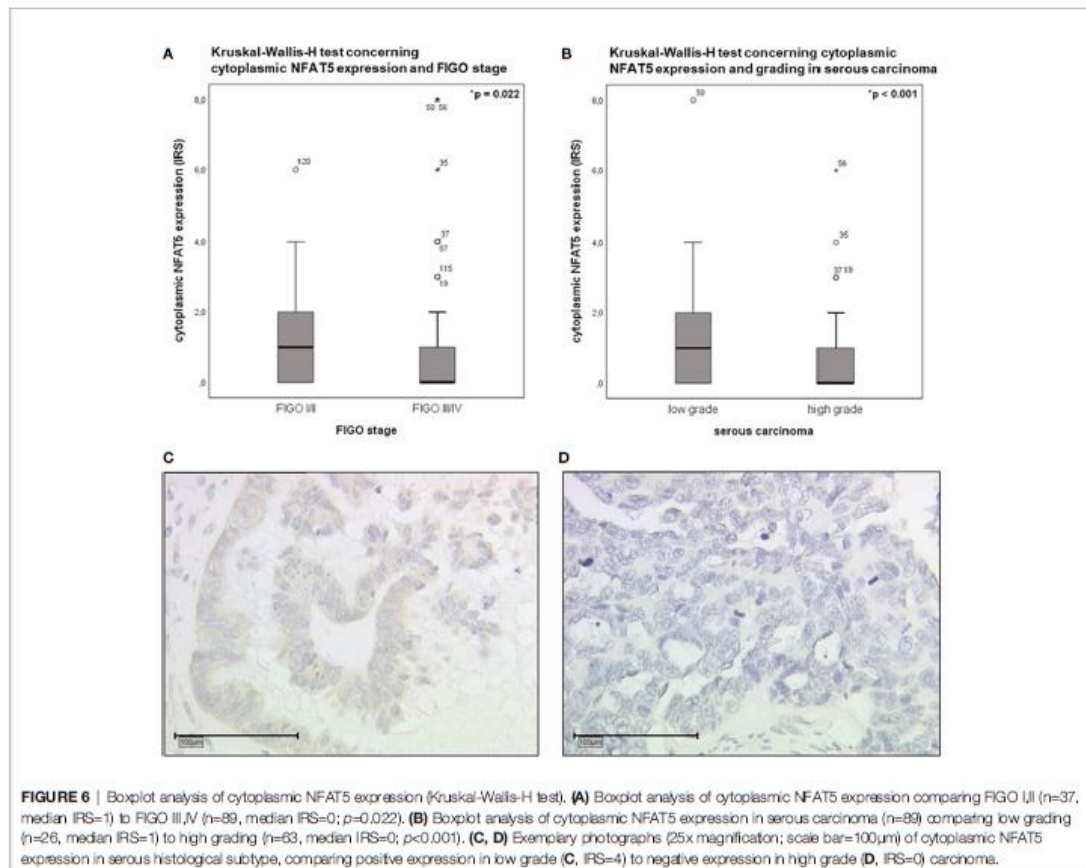 A
Kruskal-Wallis-H test concerning
cytoplasmic NFAT5 expression and FIGO stage
*p = 0.022
8,0
6,0
4,0
2,0
,0
cytoplasmic NFAT5 expression (IRS)
120
50 56
35
37
57
115
19
FIGO I/II
FIGO III/IV
FIGO stage
B
Kruskal-Wallis-H test concerning cytoplasmic
NFAT5 expression and grading in serous carcinoma
*p < 0.001
8,0
6,0
4,0
2,0
,0
cytoplasmic NFAT5 expression (IRS)
50
56
35
37 19
low grade
high grade
serous carcinoma
C
100µm
D
100µm
FIGURE 6 | Boxplot analysis of cytoplasmic NFAT5 expression (Kruskal-Wallis-H test). (A) Boxplot analysis of cytoplasmic NFAT5 expression comparing FIGO I,II (n=37,
median IRS=1) to FIGO III,IV (n=89, median IRS=0; p=0.022). (B) Boxplot analysis of cytoplasmic NFAT5 expression in serous carcinoma (n=89) comparing low grading
(n=26, median IRS=1) to high grading (n=63, median IRS=0; p<0.001). (C, D) Exemplary photographs (25x magnification; scale bar=100µm) of cytoplasmic NFAT5
expression in serous histological subtype, comparing positive expression in low grade (C, IRS=4) to negative expression in high grade (D, IRS=0) carcinoma.